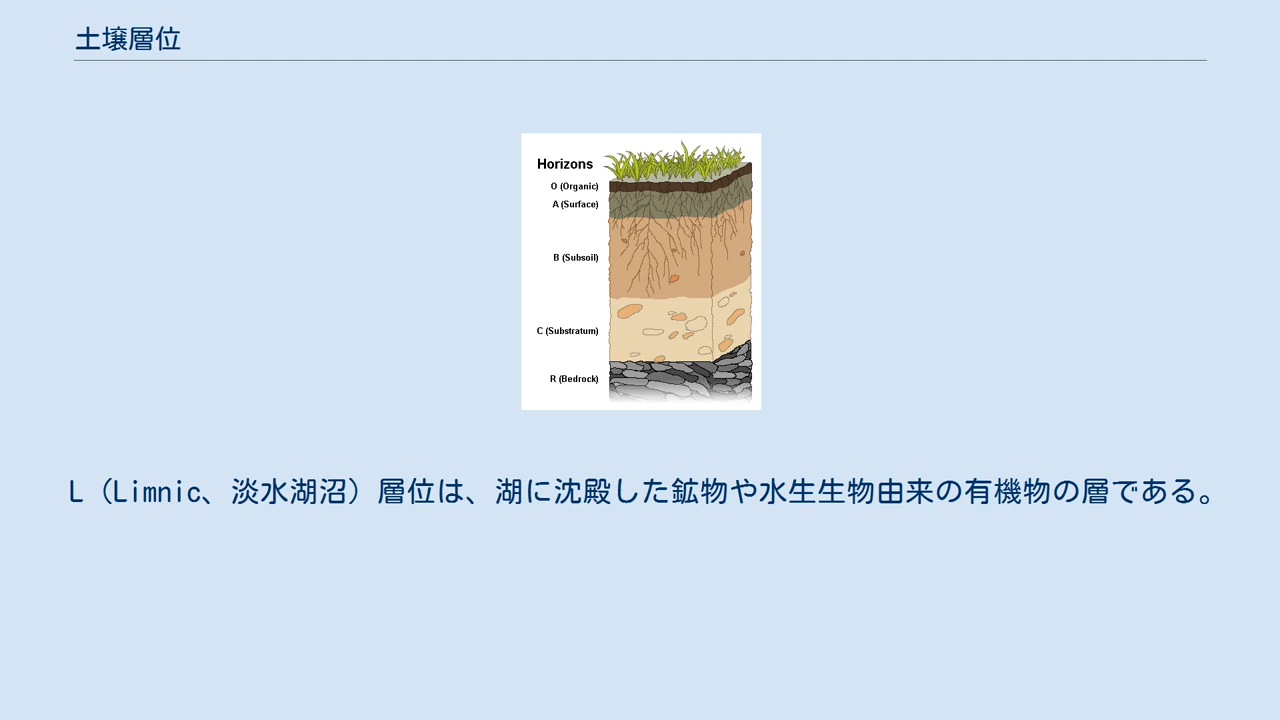 土壌層位
Horizons
O (Organic)
A (Surface)
B (Subsoil)
C (Substratum)
R (Bedrock)
L（Limnic、淡水湖沼）層位は、湖に沈殿した鉱物や水生生物由来の有機物の層である。